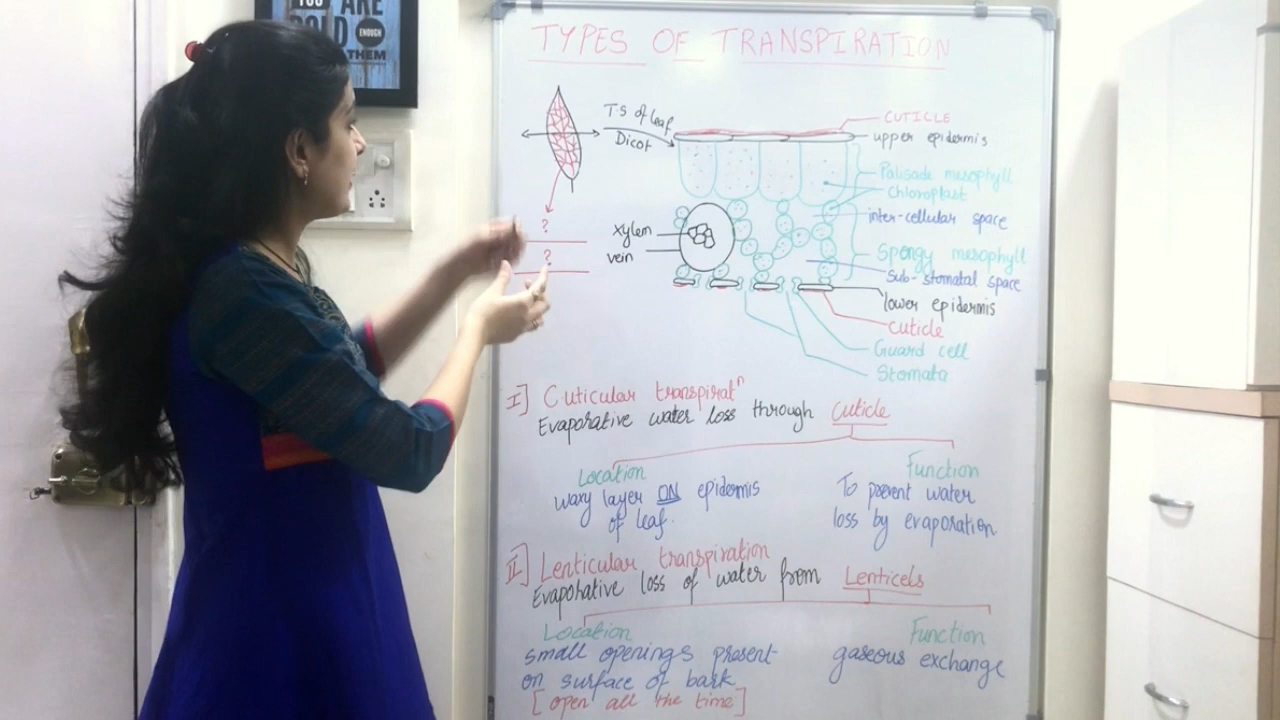 YOU ARE
GOLD ENOUGH
THEM
TYPES OF TRANSPIRATION
TS of leaf
Dicot
CUTICLE
upper epidermis
Palisade mesophyll
chloroplast
inter-cellular space
Spongy mesophyll
Sub-stomatal space
lower epidermis
cuticle
Guard cell
Stomata
?
?
xylem
vein
I] Cuticular transpiratⁿ
Evaporative water loss through cuticle
Location
waxy layer ON epidermis
of leaf.
Function
To prevent water
loss by evaporation
II] Lenticular transpiration
Evaporative loss of water from Lenticels
Location
small openings present
on surface of bark
[open all the time]
Function
gaseous exchange